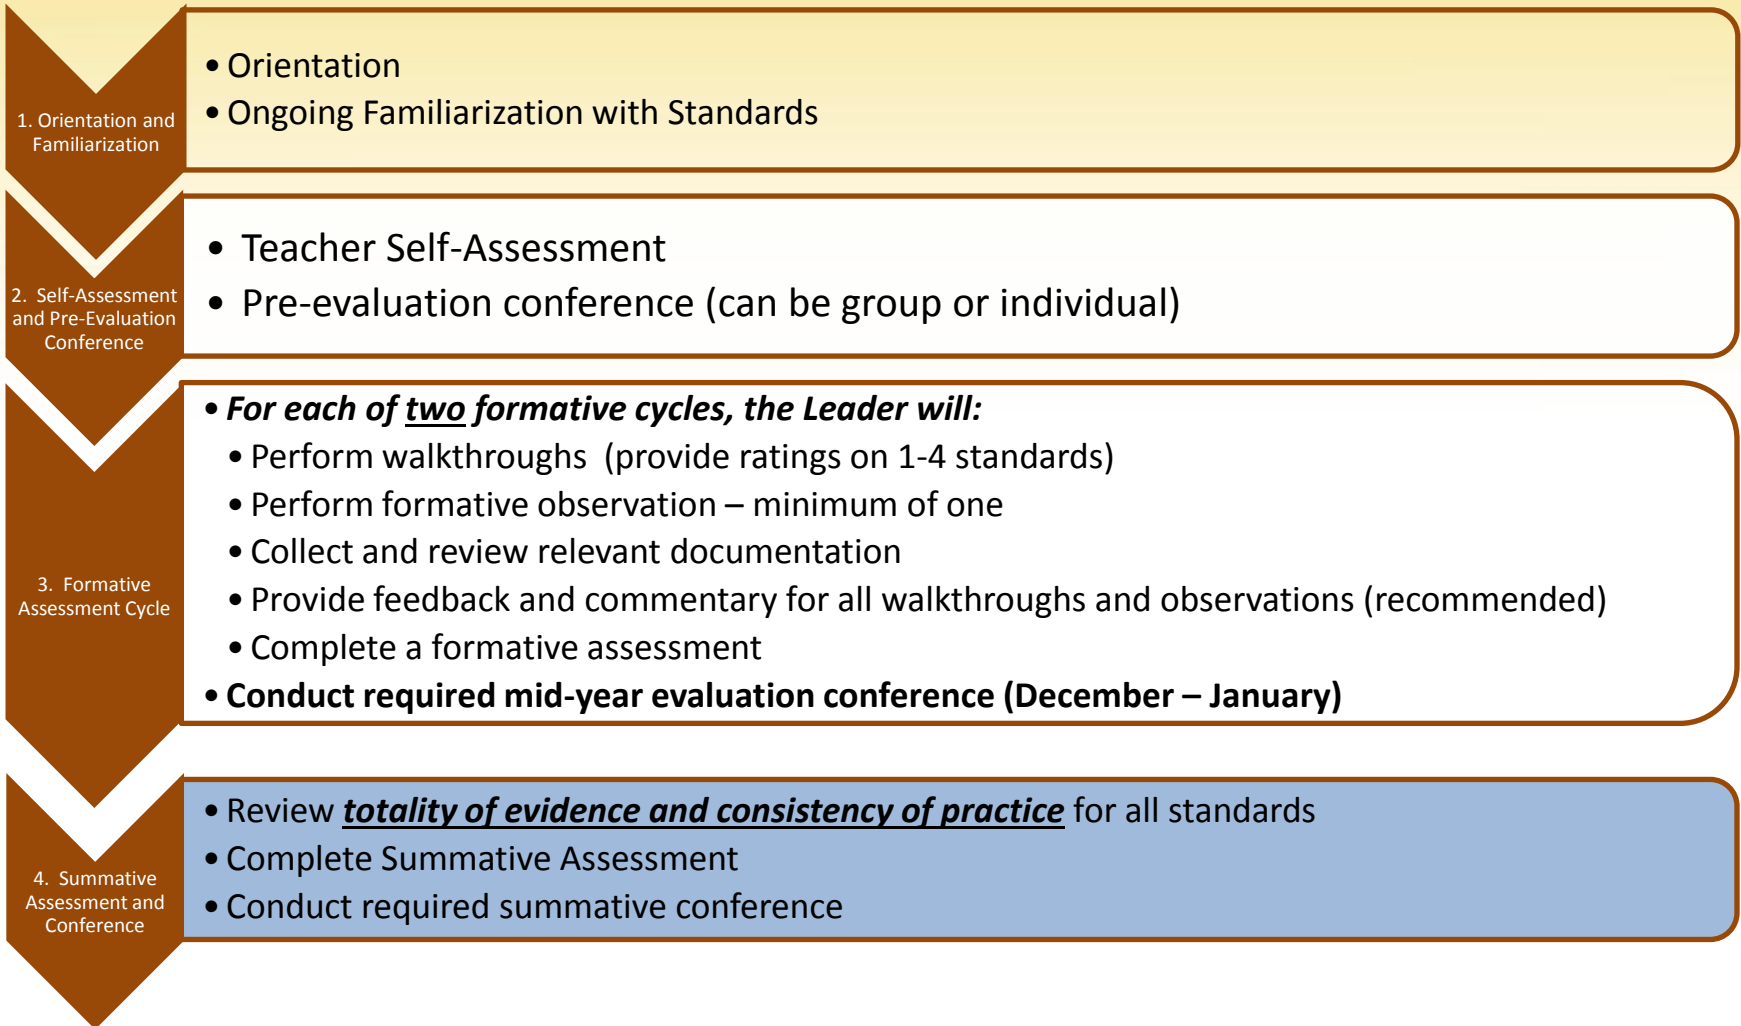 1. Orientation and
Familiarization
• Orientation
• Ongoing Familiarization with Standards
2. Self-Assessment
and Pre-Evaluation
Conference
• Teacher Self-Assessment
• Pre-evaluation conference (can be group or individual)
3. Formative
Assessment Cycle
• For each of two formative cycles, the Leader will:
• Perform walkthroughs (provide ratings on 1-4 standards)
• Perform formative observation – minimum of one
• Collect and review relevant documentation
• Provide feedback and commentary for all walkthroughs and observations (recommended)
• Complete a formative assessment
• Conduct required mid-year evaluation conference (December – January)
4. Summative
Assessment and
Conference
• Review totality of evidence and consistency of practice for all standards
• Complete Summative Assessment
• Conduct required summative conference